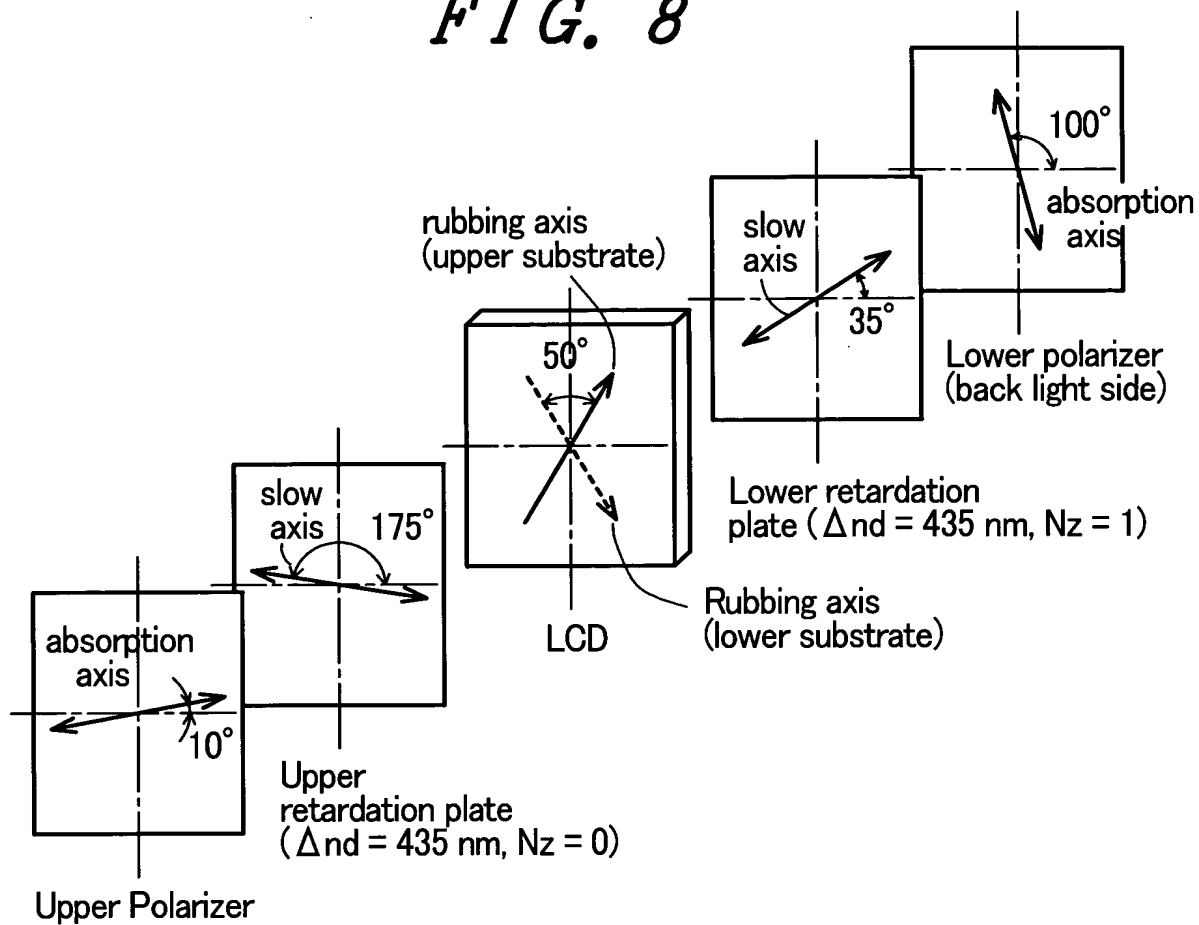 FIG. 8
100°
absorption
axis
Lower polarizer
(back light side)
slow
axis
35°
Lower retardation
plate (Δnd = 435 nm, Nz = 1)
rubbing axis
(upper substrate)
50°
Rubbing axis
(lower substrate)
LCD
slow
axis
175°
Upper
retardation plate
(Δnd = 435 nm, Nz = 0)
absorption
axis
10°
Upper Polarizer